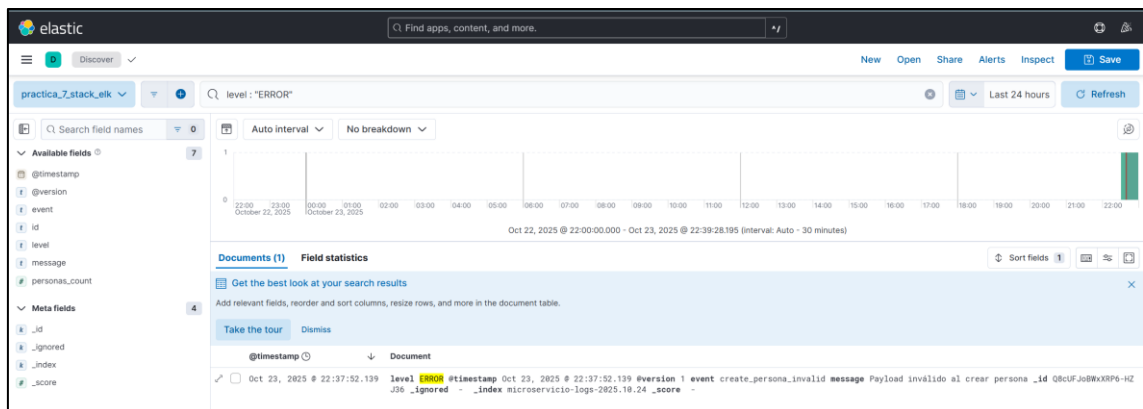 elastic
Find apps, content, and more.
^/
D Discover
New Open Share Alerts Inspect Save
practica_7_stack_elk level : "ERROR" Last 24 hours Refresh
Search field names 0 Auto interval No breakdown
Available fields 7
@timestamp
@version
event
id
level
message
personas_count
Meta fields 4
_id
_ignored
_index
_score
1
0
22:00 23:00 00:00 01:00 02:00 03:00 04:00 05:00 06:00 07:00 08:00 09:00 10:00 11:00 12:00 13:00 14:00 15:00 16:00 17:00 18:00 19:00 20:00 21:00 22:00
October 22, 2025 October 23, 2025
Oct 22, 2025 @ 22:00:00.000 - Oct 23, 2025 @ 22:39:28.195 (interval: Auto - 30 minutes)
Documents (1) Field statistics Sort fields 1
Get the best look at your search results
Add relevant fields, reorder and sort columns, resize rows, and more in the document table.
Take the tour Dismiss
@timestamp Document
Oct 23, 2025 @ 22:37:52.139 level ERROR @timestamp Oct 23, 2025 @ 22:37:52.139 @version 1 event create_persona_invalid message Payload inválido al crear persona _id Q8cUFJoBWxXRP6-HZ
J36 _ignored - _index microservicio-logs-2025.10.24 _score -